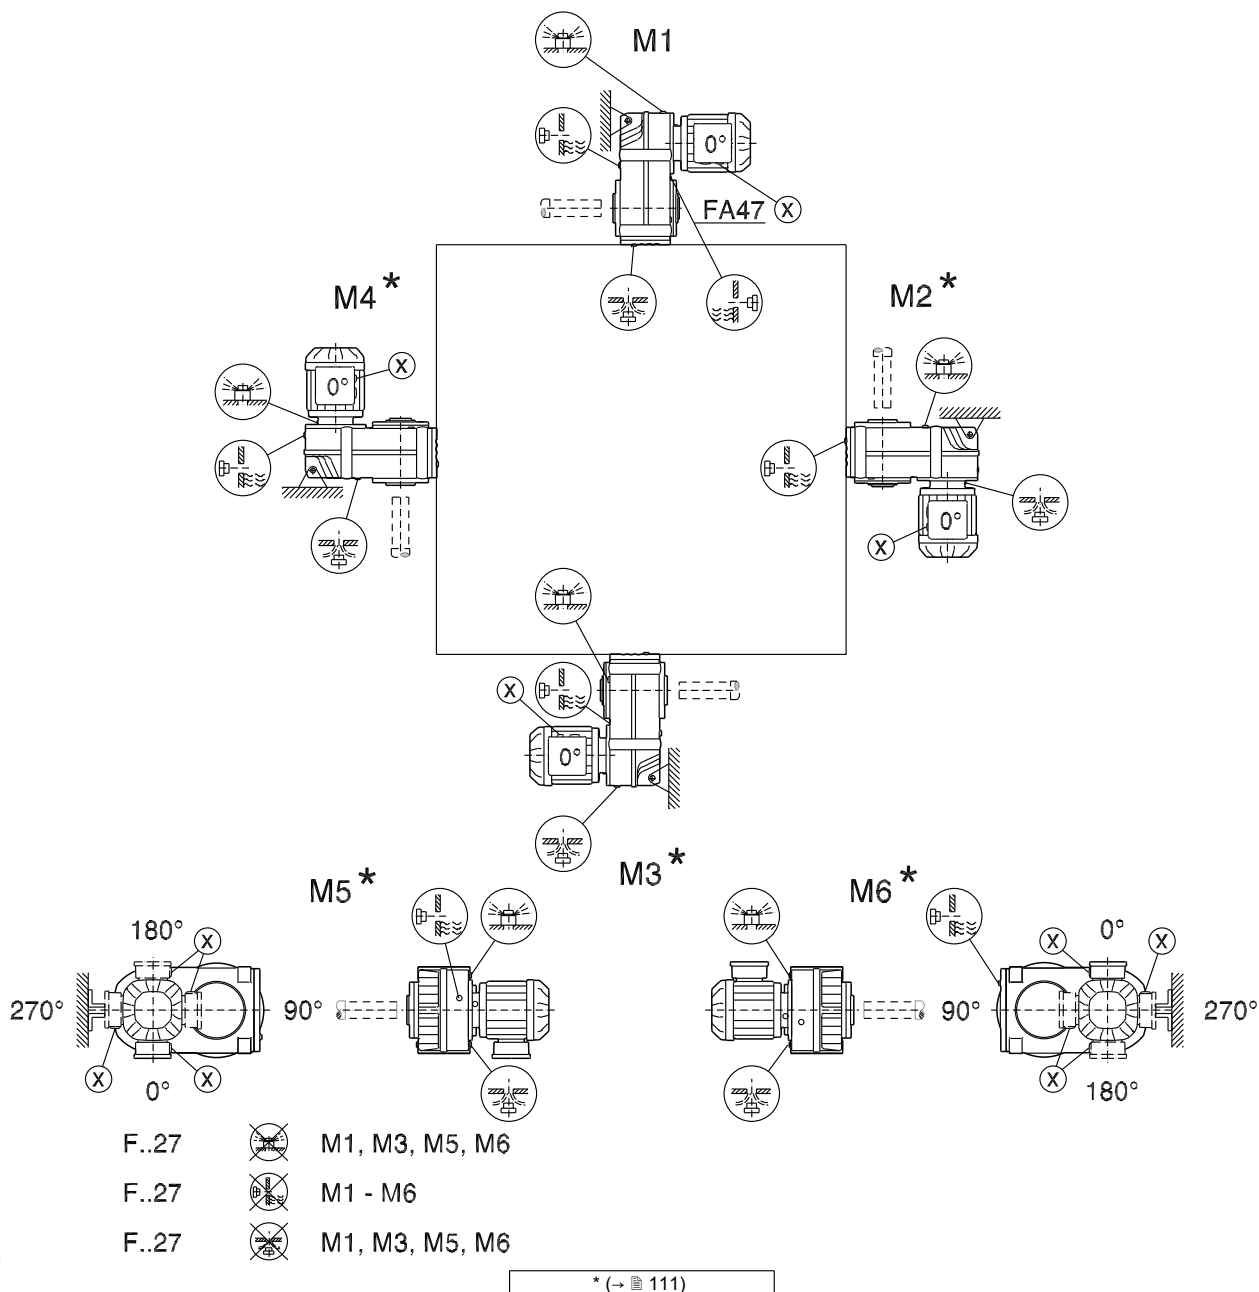 M1
0°
FA47 X
M4*
M2*
X
0°
0°
X
X
0°
M3*
M5*
M6*
180°
X
270°
90°
X
X
0°
0°
X
X
90°
270°
X
180°
F..27 M1, M3, M5, M6
F..27 M1 - M6
F..27 M1, M3, M5, M6
* (→ 111)